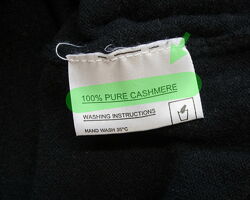 100% PURE CASHMERE
WASHING INSTRUCTIONS
HAND WASH 30°C